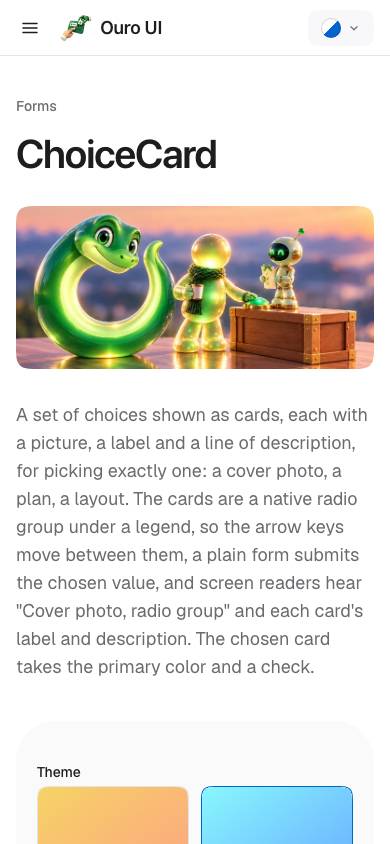 Ouro UI
Forms
ChoiceCard
A set of choices shown as cards, each with
a picture, a label and a line of description,
for picking exactly one: a cover photo, a
plan, a layout. The cards are a native radio
group under a legend, so the arrow keys
move between them, a plain form submits
the chosen value, and screen readers hear
"Cover photo, radio group" and each card's
label and description. The chosen card
takes the primary color and a check.
Theme